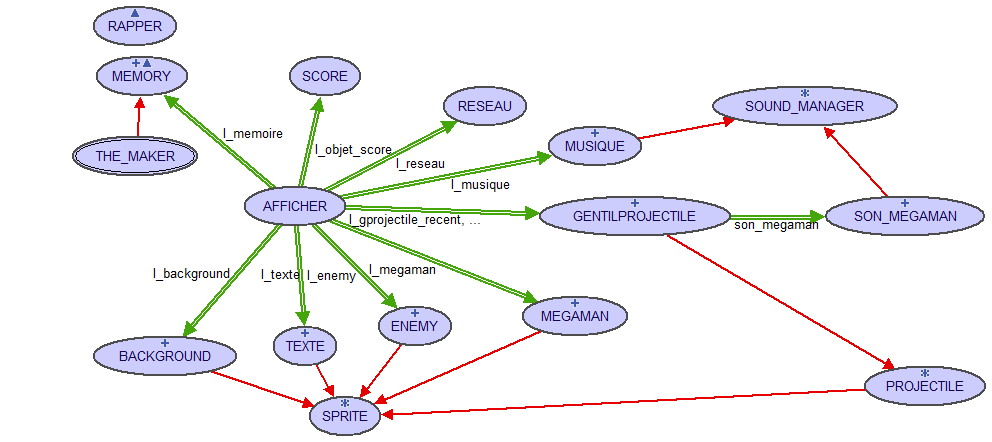 RAPPER
MEMORY
SCORE
RESEAU
SOUND_MANAGER
l_memoire
l_objet_score
MUSIQUE
THE_MAKER
l_reseau
l_musique
AFFICHER
l_gprojectile_recent, ...
GENTILPROJECTILE
son_megaman
SON_MEGAMAN
l_background
l_texte
l_enemy
l_megaman
MEGAMAN
ENEMY
TEXTE
BACKGROUND
PROJECTILE
SPRITE